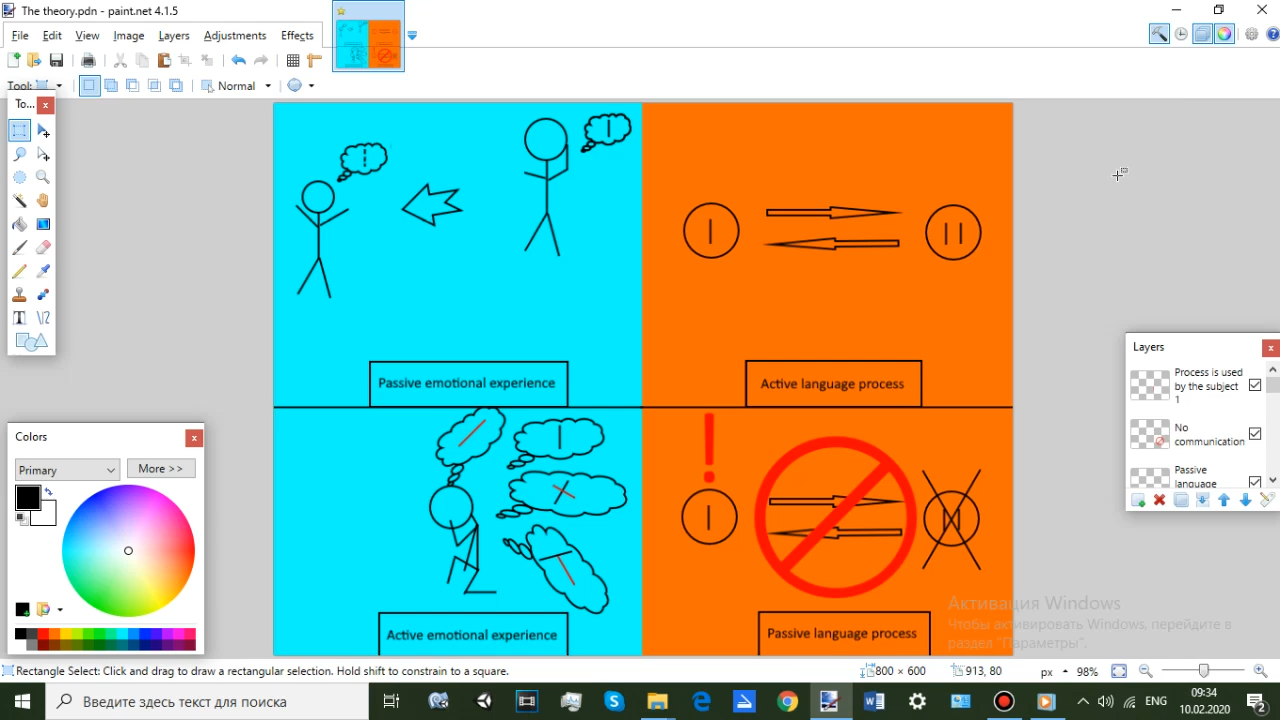 The theory.pdn - paint.net 4.1.5
File Edit View Image Layers Adjustments Effects
Tool:
Normal
To...
Passive emotional experience
Active language process
Active emotional experience
Passive language process
Colors
Primary
More >>
Layers
Process is used
by the subject
1
No
communication
Passive
language
Активация Windows
Чтобы активировать Windows, перейдите в
раздел "Параметры".
Rectangle Select: Click and drag to draw a rectangular selection. Hold shift to constrain to a square.
800 × 600
913, 80
px
98%
Введите здесь текст для поиска
ENG
09:34
10.02.2020
2